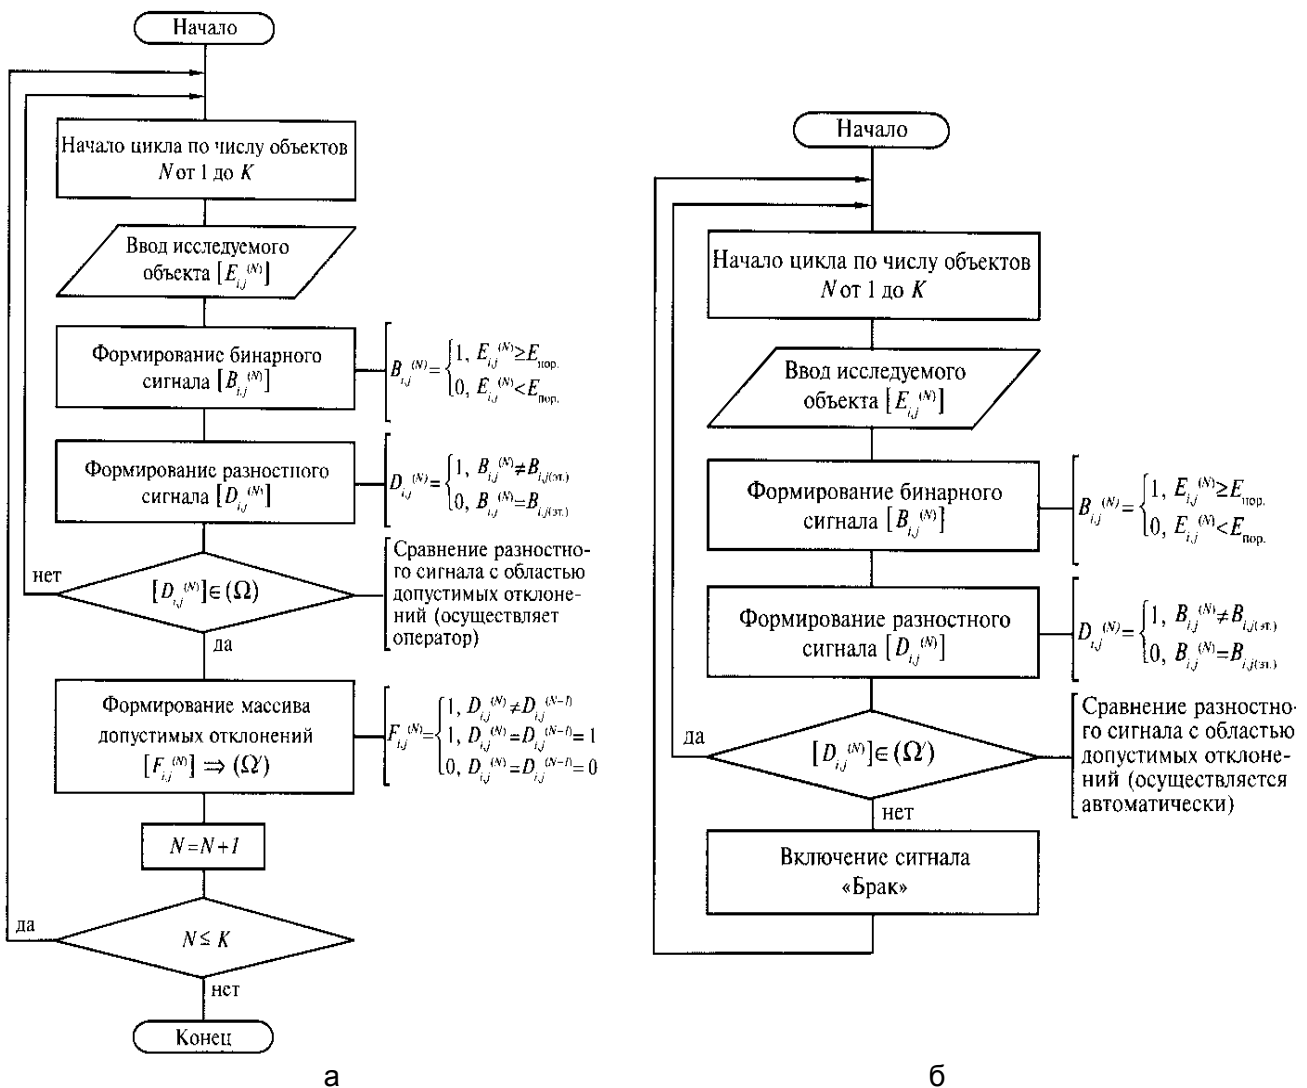 Начало
Начало цикла по числу объектов
N от 1 до K
Ввод исследуемого
объекта [E_{i,j}^{(N)}]
Формирование бинарного
сигнала [B_{i,j}^{(N)}]
B_{i,j}^{(N)}={1, E_{i,j}^{(N)}≥E_{пор.}
0, E_{i,j}^{(N)}<E_{пор.}
Формирование разностного
сигнала [D_{i,j}^{(N)}]
D_{i,j}^{(N)}={1, B_{i,j}^{(N)}≠B_{i,j(эт.)}
0, B_{i,j}^{(N)}=B_{i,j(эт.)}
нет
[D_{i,j}^{(N)}]∈(Ω)
Сравнение разностно-
го сигнала с областью
допустимых отклоне-
ний (осуществляет
оператор)
да
Формирование массива
допустимых отклонений
[F_{i,j}^{(N)}] ⇒ (Ω')
F_{i,j}^{(N)}={1, D_{i,j}^{(N)}≠D_{i,j}^{(N-1)}
1, D_{i,j}^{(N)}=D_{i,j}^{(N-1)}=1
0, D_{i,j}^{(N)}=D_{i,j}^{(N-1)}=0
N=N+1
да
N≤ K
нет
Конец
а
Начало
Начало цикла по числу объектов
N от 1 до K
Ввод исследуемого
объекта [E_{i,j}^{(N)}]
Формирование бинарного
сигнала [B_{i,j}^{(N)}]
B_{i,j}^{(N)}={1, E_{i,j}^{(N)}≥E_{пор.}
0, E_{i,j}^{(N)}<E_{пор.}
Формирование разностного
сигнала [D_{i,j}^{(N)}]
D_{i,j}^{(N)}={1, B_{i,j}^{(N)}≠B_{i,j(эт.)}
0, B_{i,j}^{(N)}=B_{i,j(эт.)}
да
[D_{i,j}^{(N)}]∈(Ω')
Сравнение разностно-
го сигнала с областью
допустимых отклоне-
ний (осуществляется
автоматически)
нет
Включение сигнала
«Брак»
б